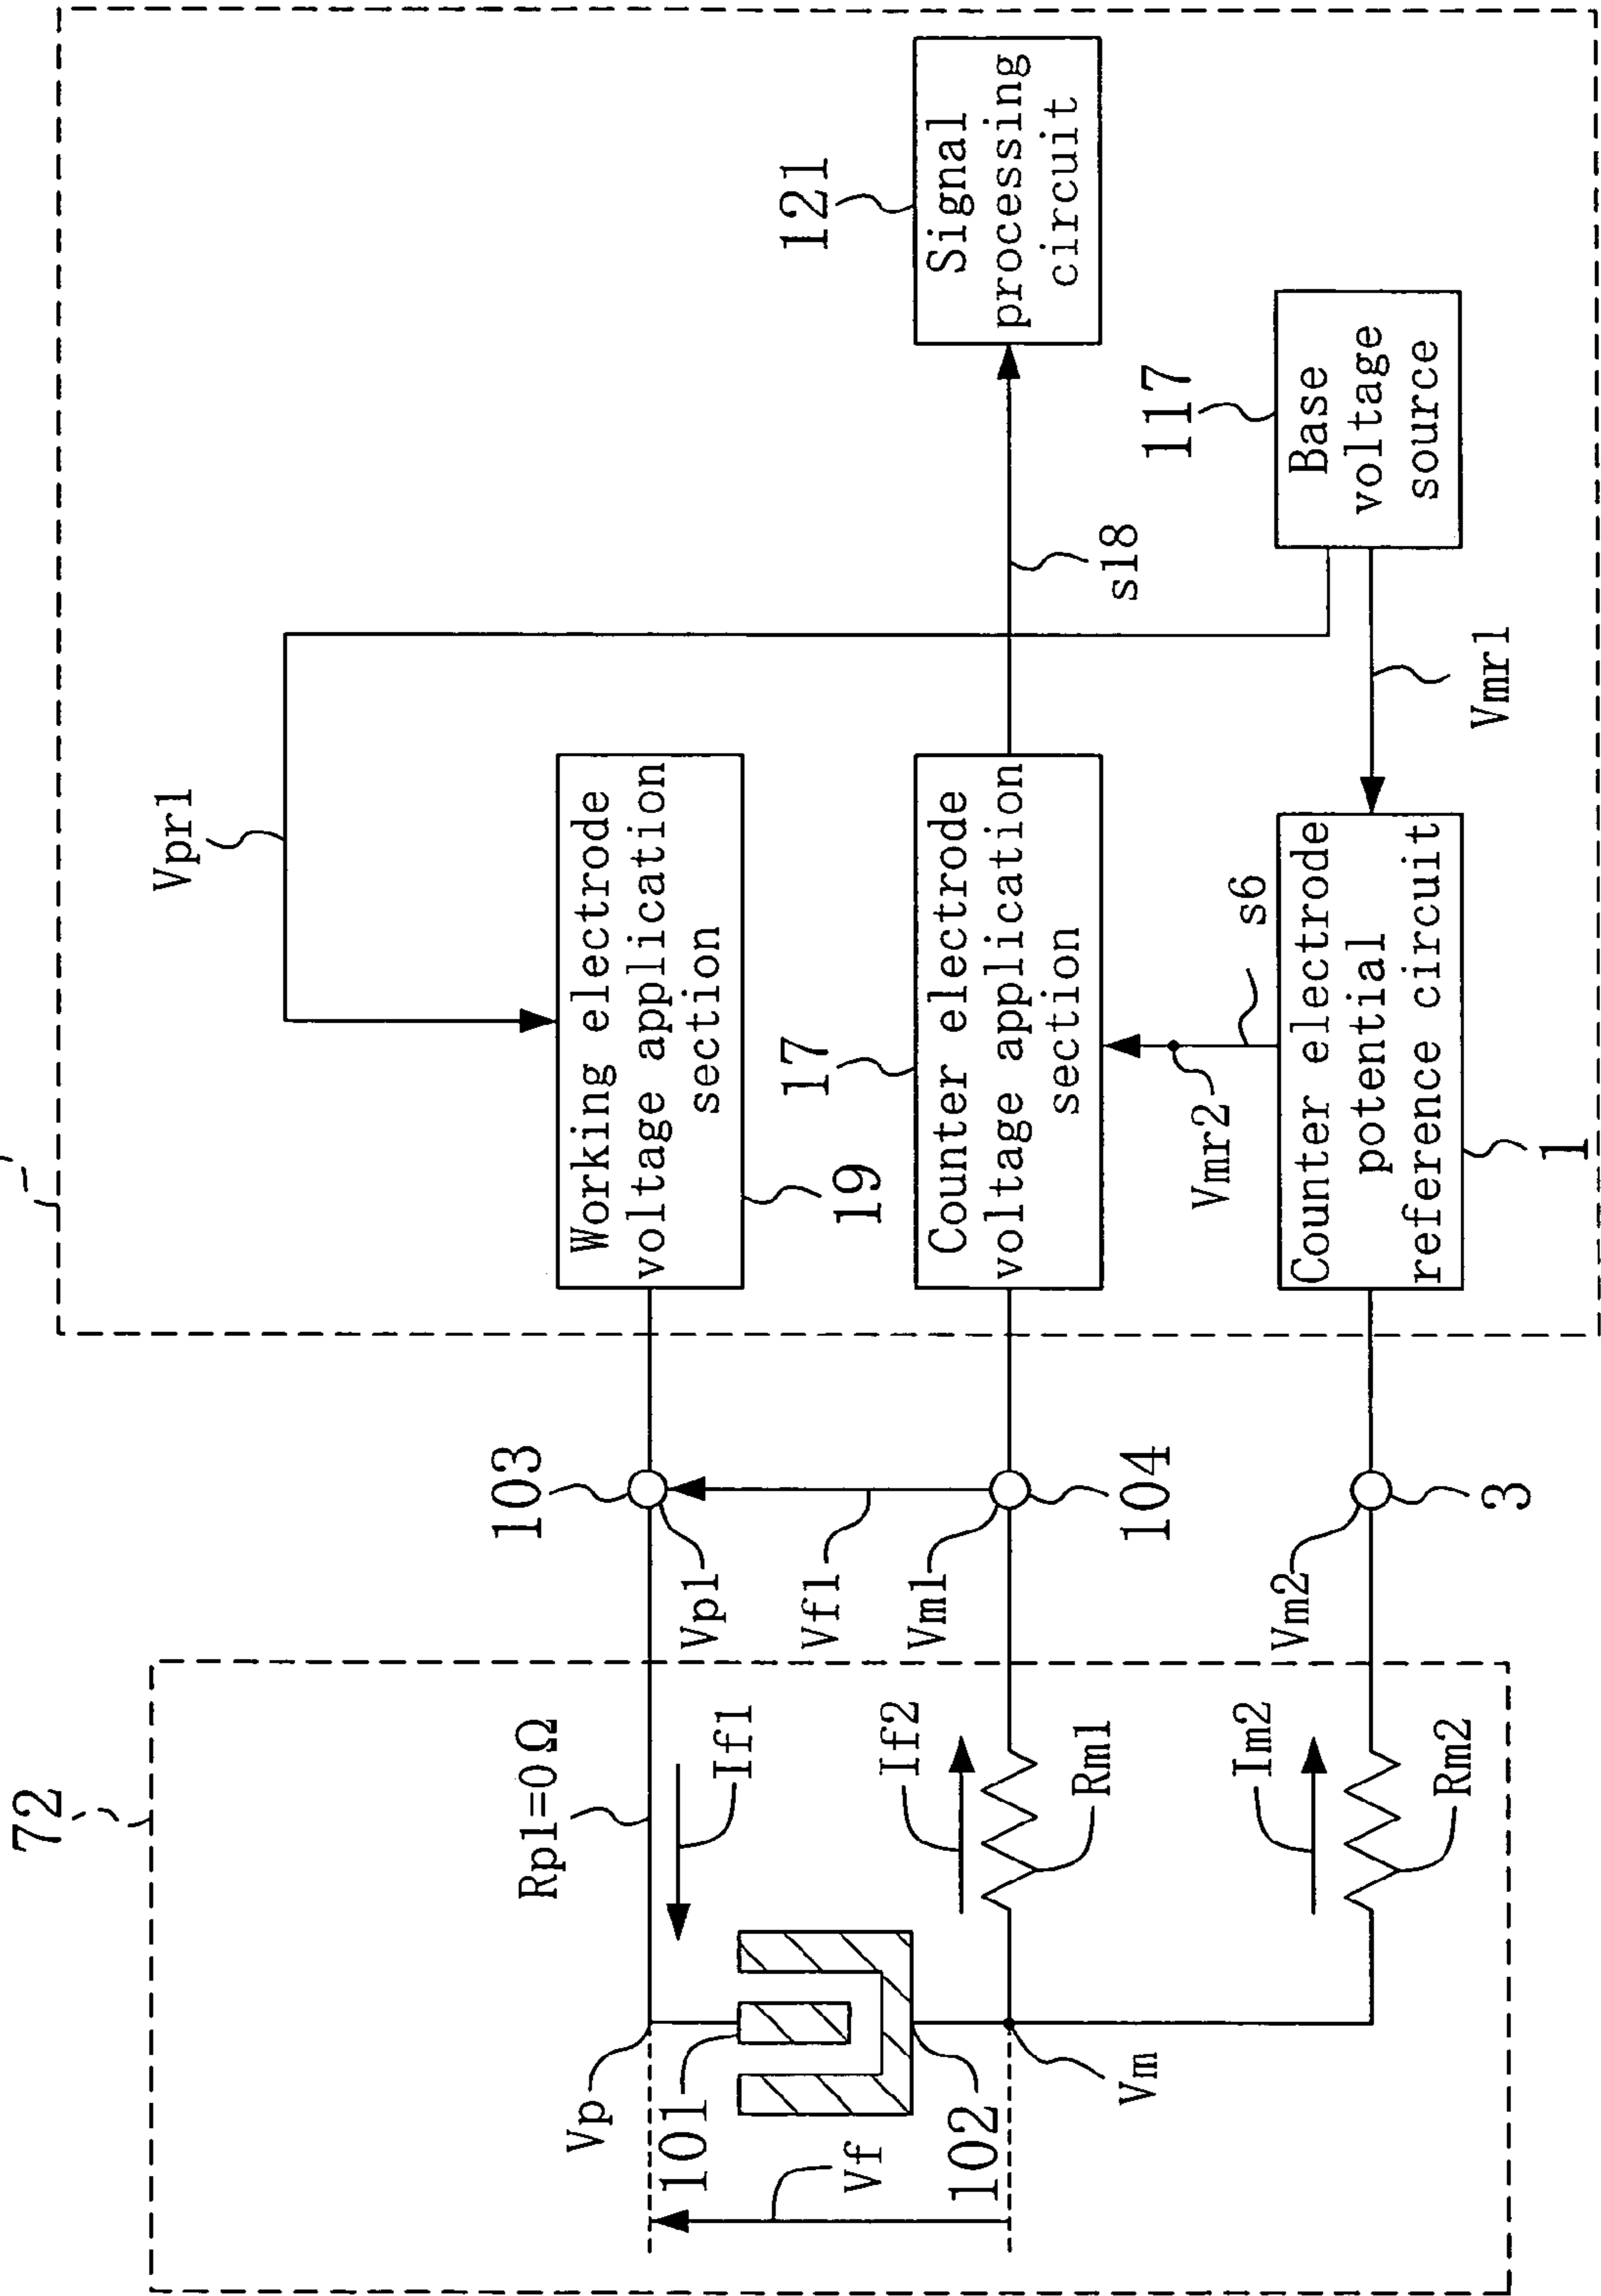 72
Rp1=0Ω
If1
Vp
101
Vf
102
Vm
If2
Rm1
Im2
Rm2
103
Vp1
Vf1
Vm1
104
Vm2
3
Vpr1
Working electrode
voltage application
section
19
17
Counter electrode
voltage application
section
s18
121
Signal
processing
circuit
Vmr2
s6
Counter electrode
potential
reference circuit
1
Vmr1
117
Base
voltage
source